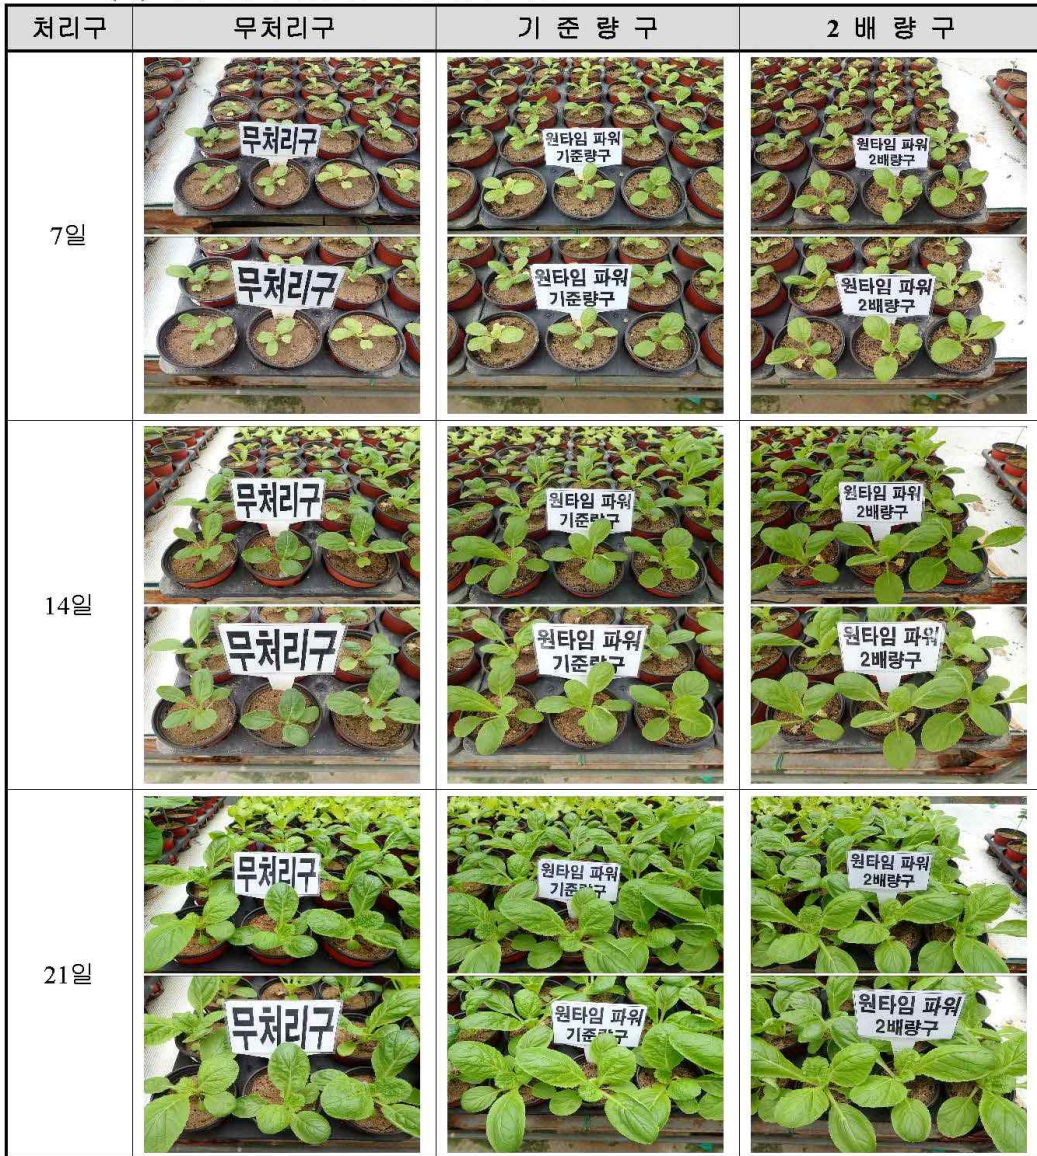 처리구 무처리구 기 준 량 구 2 배 량 구
7일
무처리구
원타임 파워
기준량구
원타임 파워
2배량구
무처리구
원타임 파워
기준량구
원타임 파워
2배량구
14일
무처리구
원타임 파워
기준량구
원타임 파워
2배량구
무처리구
원타임 파워
기준량구
원타임 파워
2배량구
21일
무처리구
원타임 파워
기준량구
원타임 파워
2배량구
무처리구
원타임 파워
기준량구
원타임 파워
2배량구